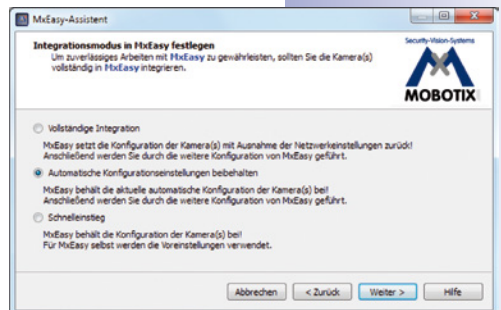 MxEasy-Assistent
Integrationsmodus in MxEasy festlegen
Um zuverlässiges Arbeiten mit MxEasy zu gewährleisten, sollten Sie die Kamera(s)
vollständig in MxEasy integrieren.
Security-Vision-Systems
MOBOTIX
Vollständige Integration
MxEasy setzt die Konfiguration der Kamera(s) mit Ausnahme der Netzwerkeinstellungen zurück!
Anschließend werden Sie durch die weitere Konfiguration von MxEasy geführt.
Automatische Konfigurationseinstellungen beibehalten
MxEasy behält die aktuelle automatische Konfiguration der Kamera(s) bei!
Anschließend werden Sie durch die weitere Konfiguration von MxEasy geführt.
Schnelleinstieg
MxEasy behält die Konfiguration der Kamera(s) bei!
Für MxEasy selbst werden die Voreinstellungen verwendet.
Abbrechen
< Zurück
Weiter >
Hilfe